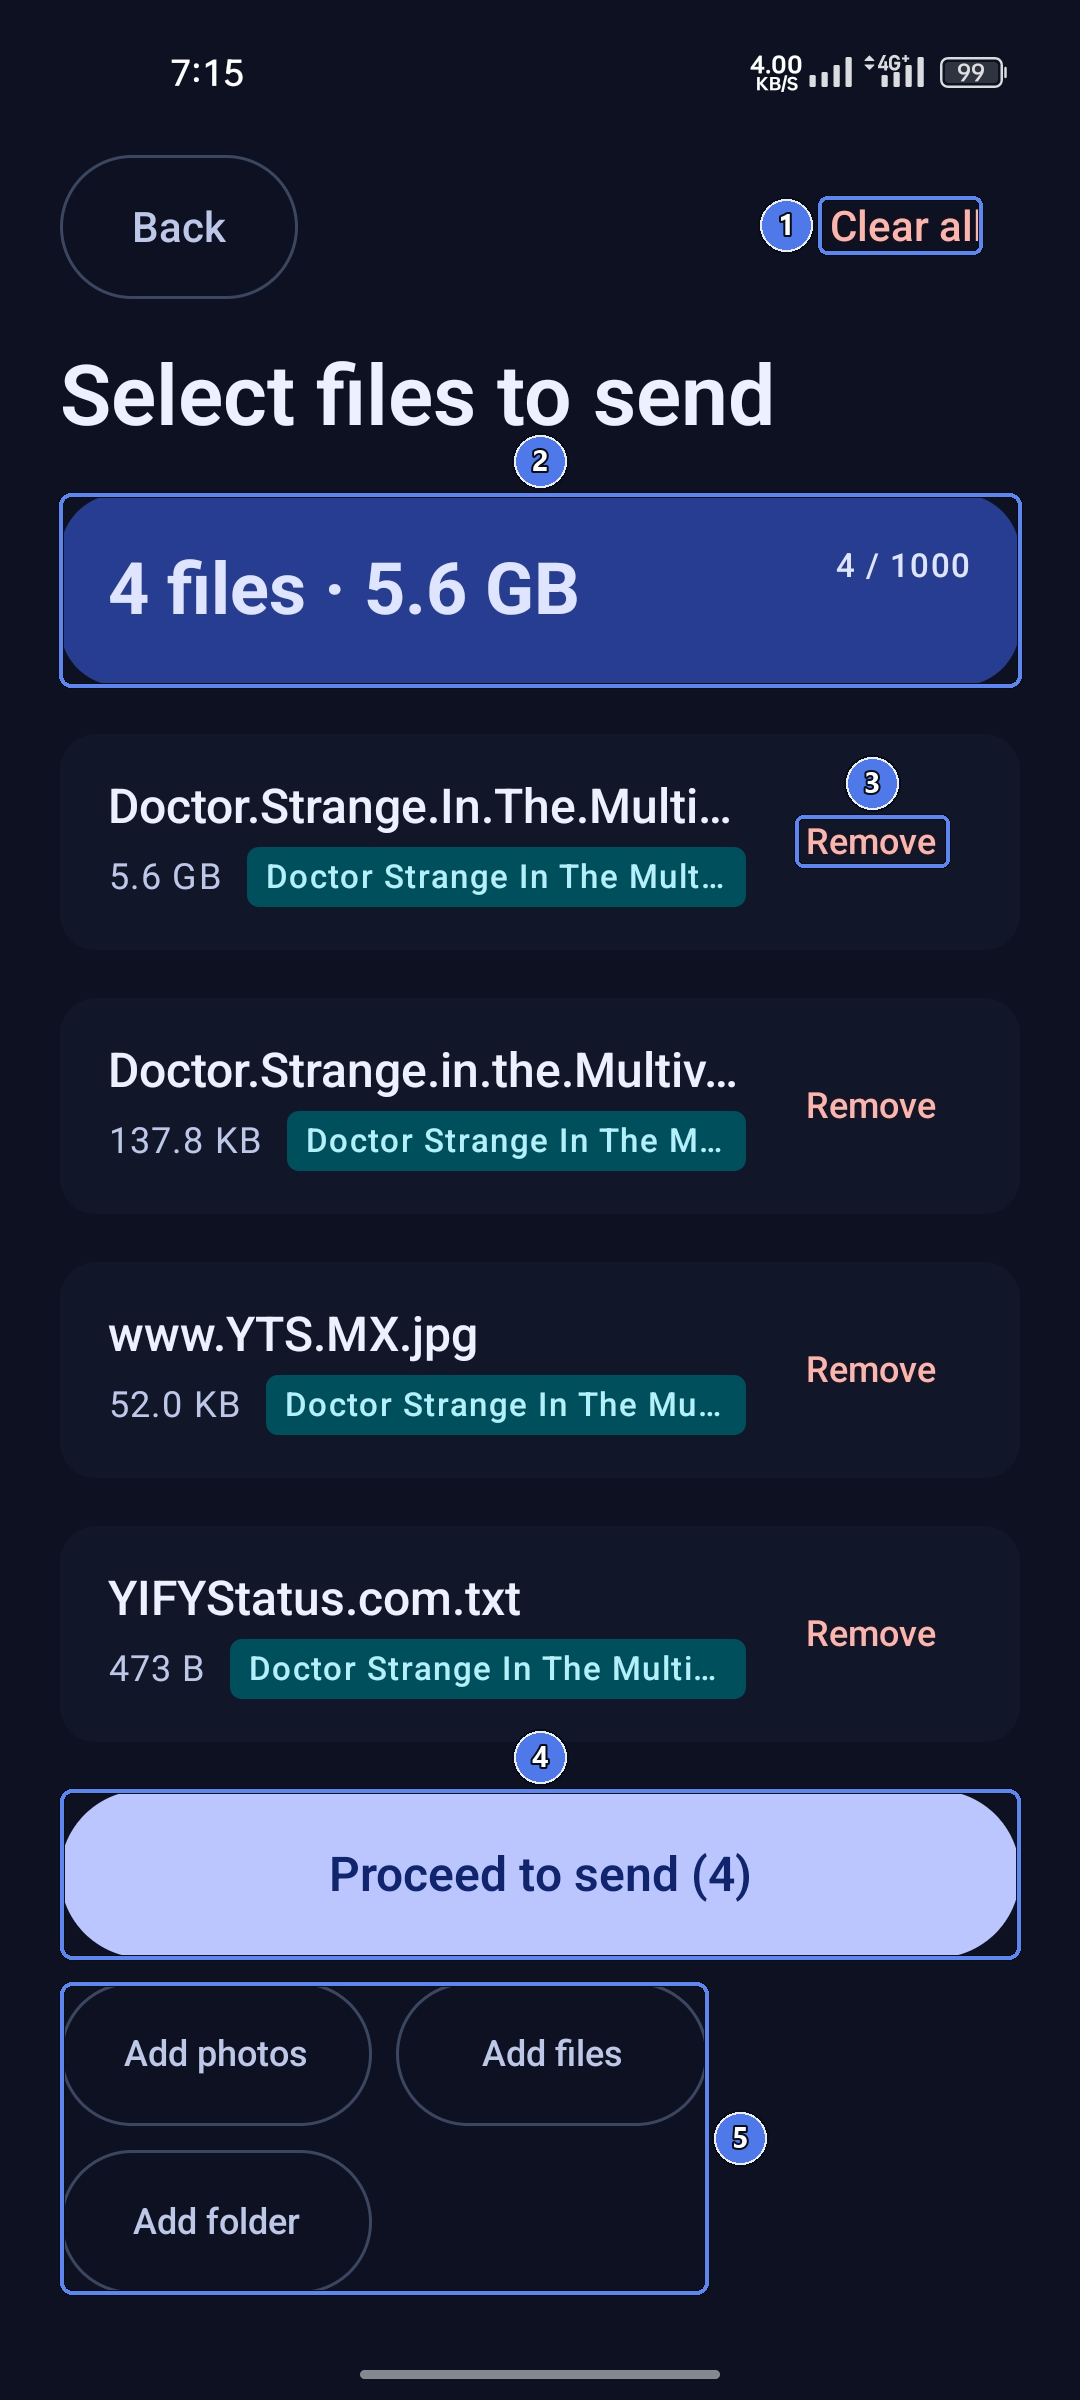 7:15
4.00 KB/S 4G+ 99
Back
1 Clear all
Select files to send
2
4 files · 5.6 GB 4 / 1000
Doctor.Strange.In.The.Multi...
3
Remove
5.6 GB Doctor Strange In The Mult...
Doctor.Strange.in.the.Multiv...
Remove
137.8 KB Doctor Strange In The M...
www.YTS.MX.jpg
Remove
52.0 KB Doctor Strange In The Mu...
YIFYStatus.com.txt
Remove
473 B Doctor Strange In The Multi...
4
Proceed to send (4)
Add photos Add files
5
Add folder